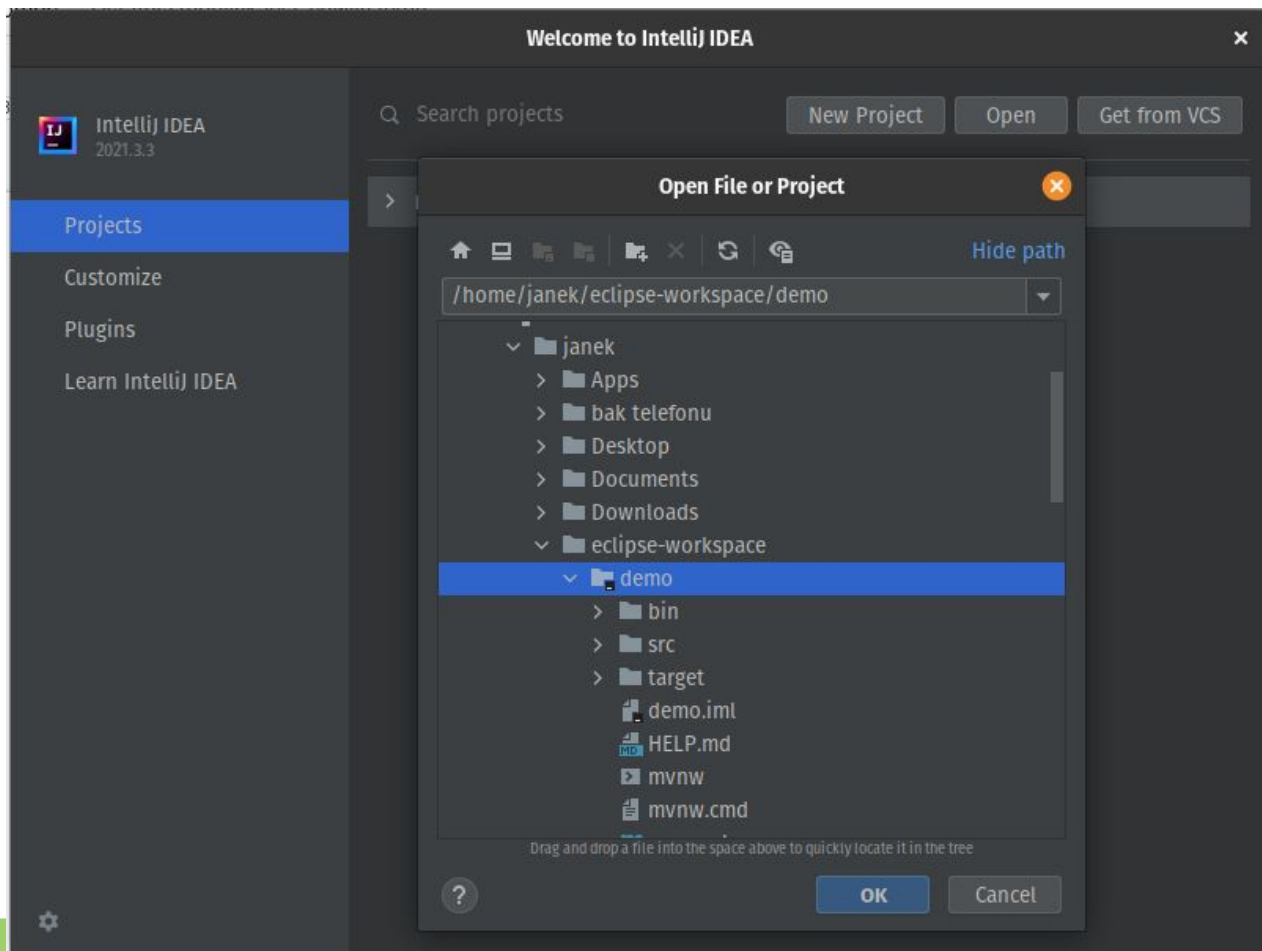 Welcome to IntelliJ IDEA
IntelliJ IDEA
2021.3.3
Projects
Customize
Plugins
Learn IntelliJ IDEA
Search projects
New Project
Open
Get from VCS
Open File or Project
Hide path
/home/janek/eclipse-workspace/demo
janek
Apps
bak telefonu
Desktop
Documents
Downloads
eclipse-workspace
demo
bin
src
target
demo.iml
HELP.md
mvnw
mvnw.cmd
Drag and drop a file into the space above to quickly locate it in the tree
?
OK
Cancel